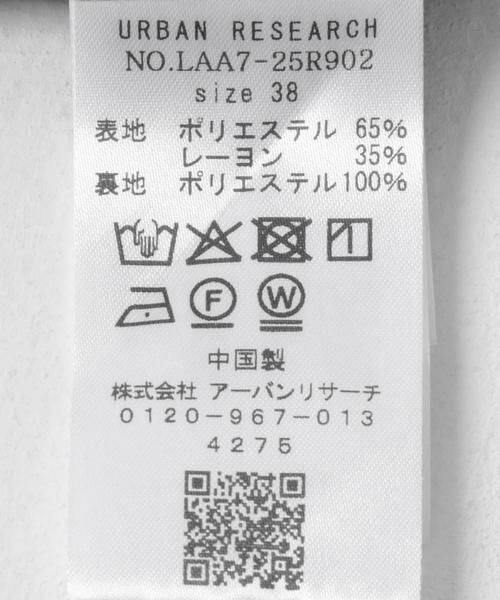 URBAN RESEARCH
NO.LAA7-25R902
size 38
表地 ポリエステル 65%
レーヨン 35%
裏地 ポリエステル100%
F W
中国製
株式会社 アーバンリサーチ
0120-967-013
4275